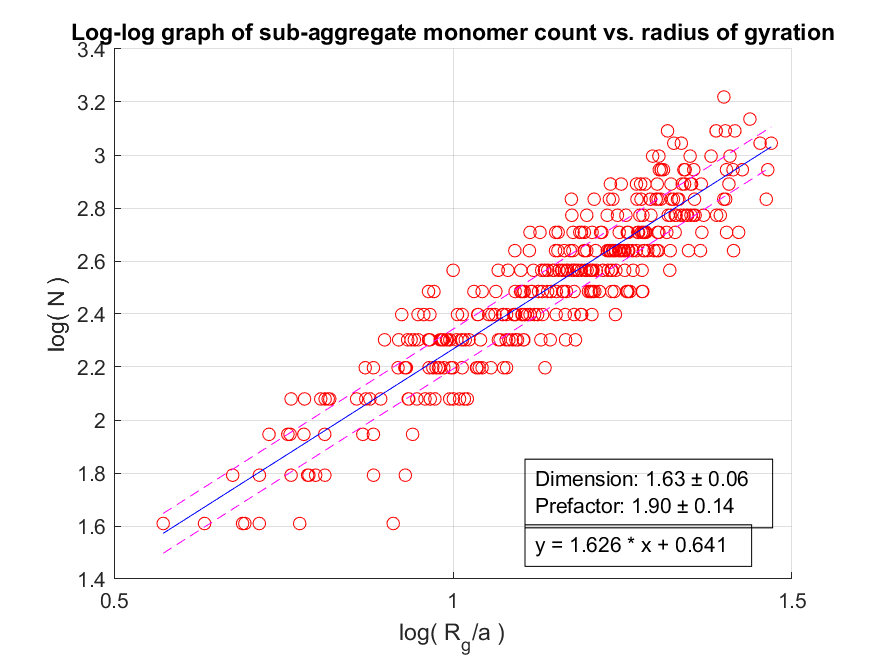 Log-log graph of sub-aggregate monomer count vs. radius of gyration
3.4
3.2
3
2.8
2.6
2.4
2.2
2
1.8
1.6
1.4
log( N )
Dimension: 1.63 ± 0.06
Prefactor: 1.90 ± 0.14
y = 1.626 * x + 0.641
0.5 1 1.5
log( R_g/a )